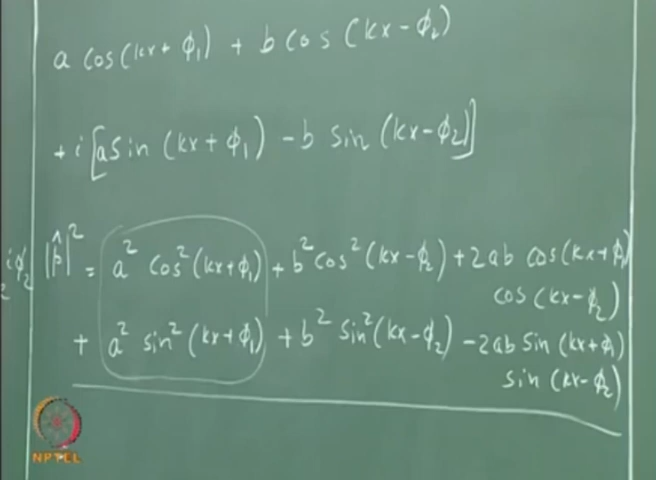 a cos(kx + ϕ₁) + b cos (kx - ϕ₂)
+ i [a sin (kx + ϕ₁) - b sin (kx - ϕ₂)]
iϕ₂ |p̂|² = a² cos² (kx+ϕ₁) + b² cos² (kx-ϕ₂) + 2ab cos(kx+ϕ₁)
cos (kx-ϕ₂)
+ a² sin² (kx+ϕ₁) + b² sin² (kx-ϕ₂) - 2ab sin (kx+ϕ₁)
sin (kx-ϕ₂)
NPTEL